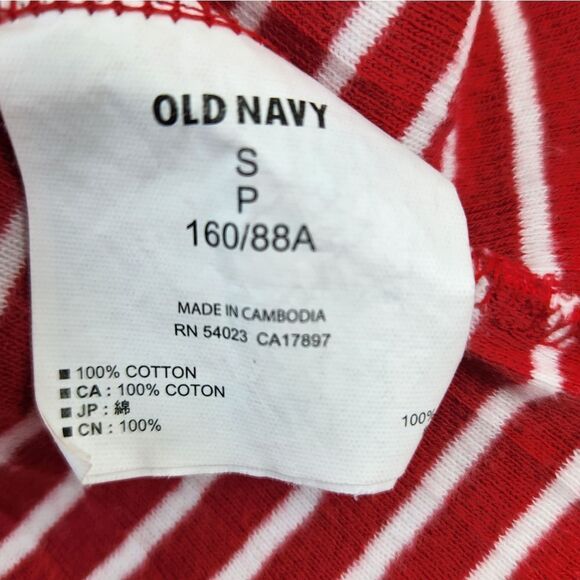 OLD NAVY
S
P
160/88A
MADE IN CAMBODIA
RN 54023 CA17897
■ 100% COTTON
■ CA : 100% COTON
■ JP : 綿
■ CN : 100%
100%